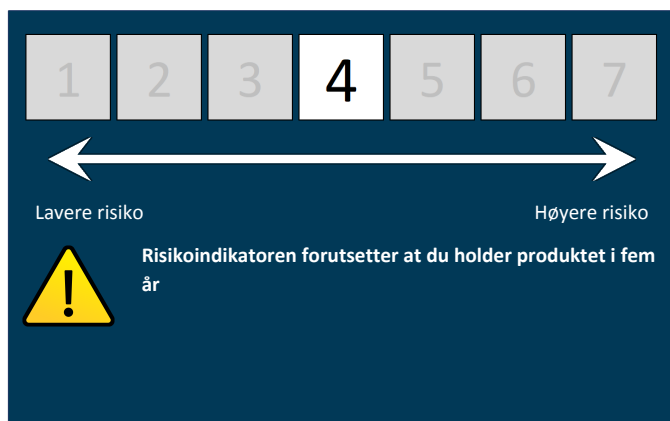 1 2 3 4 5 6 7
Lavere risiko Høyere risiko
Risikoindikatoren forutsetter at du holder produktet i fem
år